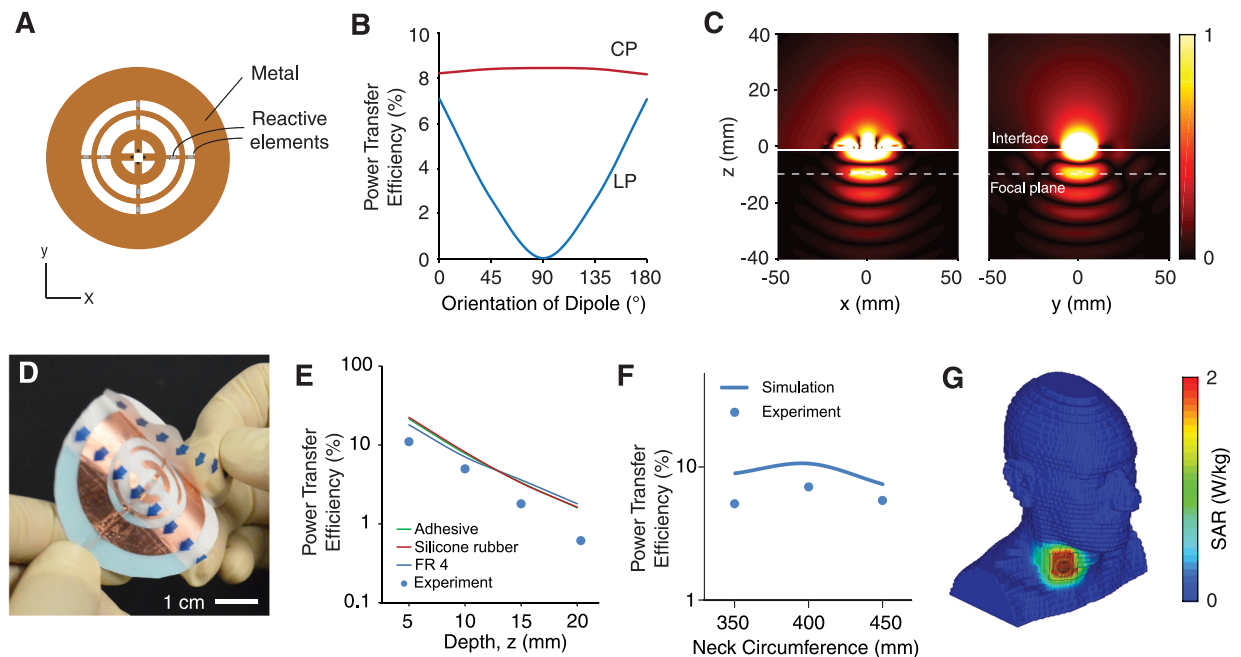 A
Metal
Reactive
elements
y
x
B
Power Transfer
Efficiency (%)
10
8
6
4
2
0
CP
LP
0 45 90 135 180
Orientation of Dipole (°)
C
z (mm)
40
20
0
-20
-40
Interface
Focal plane
-50 0 50
x (mm)
-50 0 50
y (mm)
1
0
D
1 cm
E
Power Transfer
Efficiency (%)
100
10
1
0.1
Adhesive
Silicone rubber
FR 4
Experiment
5 10 15 20
Depth, z (mm)
F
Power Transfer
Efficiency (%)
10
1
Simulation
Experiment
350 400 450
Neck Circumference (mm)
G
2
0
SAR (W/kg)